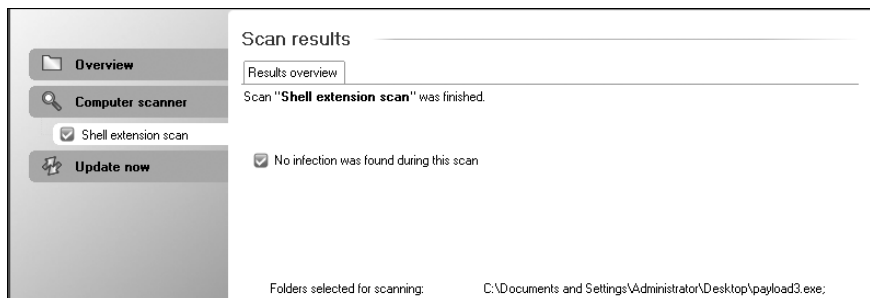 Overview
Computer scanner
Shell extension scan
Update now
Scan results
Results overview
Scan "Shell extension scan" was finished.
No infection was found during this scan
Folders selected for scanning: C:\Documents and Settings\Administrator\Desktop\payload3.exe;